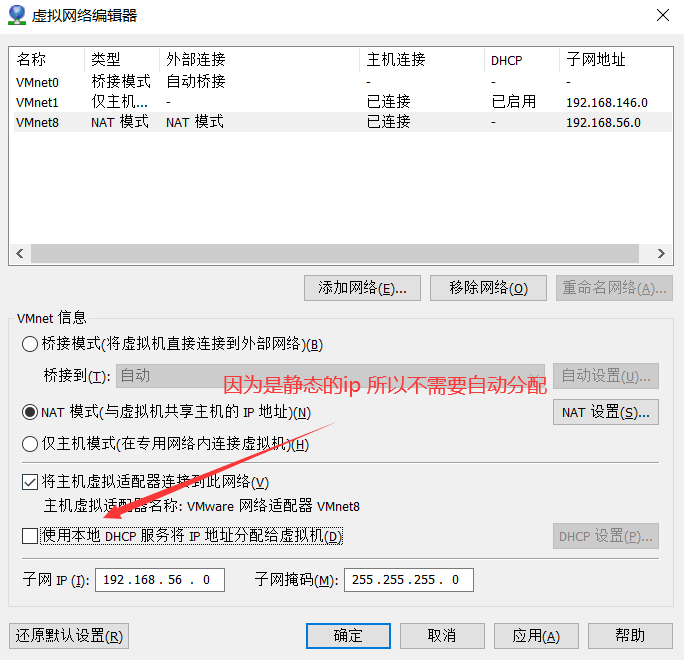 虚拟网络编辑器
名称 类型 外部连接 主机连接 DHCP 子网地址
VMnet0 桥接模式 自动桥接 - - -
VMnet1 仅主机... - 已连接 已启用 192.168.146.0
VMnet8 NAT 模式 NAT 模式 已连接 - 192.168.56.0
添加网络(E)... 移除网络(O) 重命名网络(A)...
VMnet 信息
桥接模式(将虚拟机直接连接到外部网络)(B)
桥接到(T): 自动 自动设置(U)...
因为是静态的ip 所以不需要自动分配
NAT 模式(与虚拟机共享主机的 IP 地址)(N) NAT 设置(S)...
仅主机模式(在专用网络内连接虚拟机)(H)
将主机虚拟适配器连接到此网络(V)
主机虚拟适配器名称: VMware 网络适配器 VMnet8
使用本地 DHCP 服务将 IP 地址分配给虚拟机(D) DHCP 设置(P)...
子网 IP (I): 192.168.56.0 子网掩码(M): 255.255.255.0
还原默认设置(R) 确定 取消 应用(A) 帮助